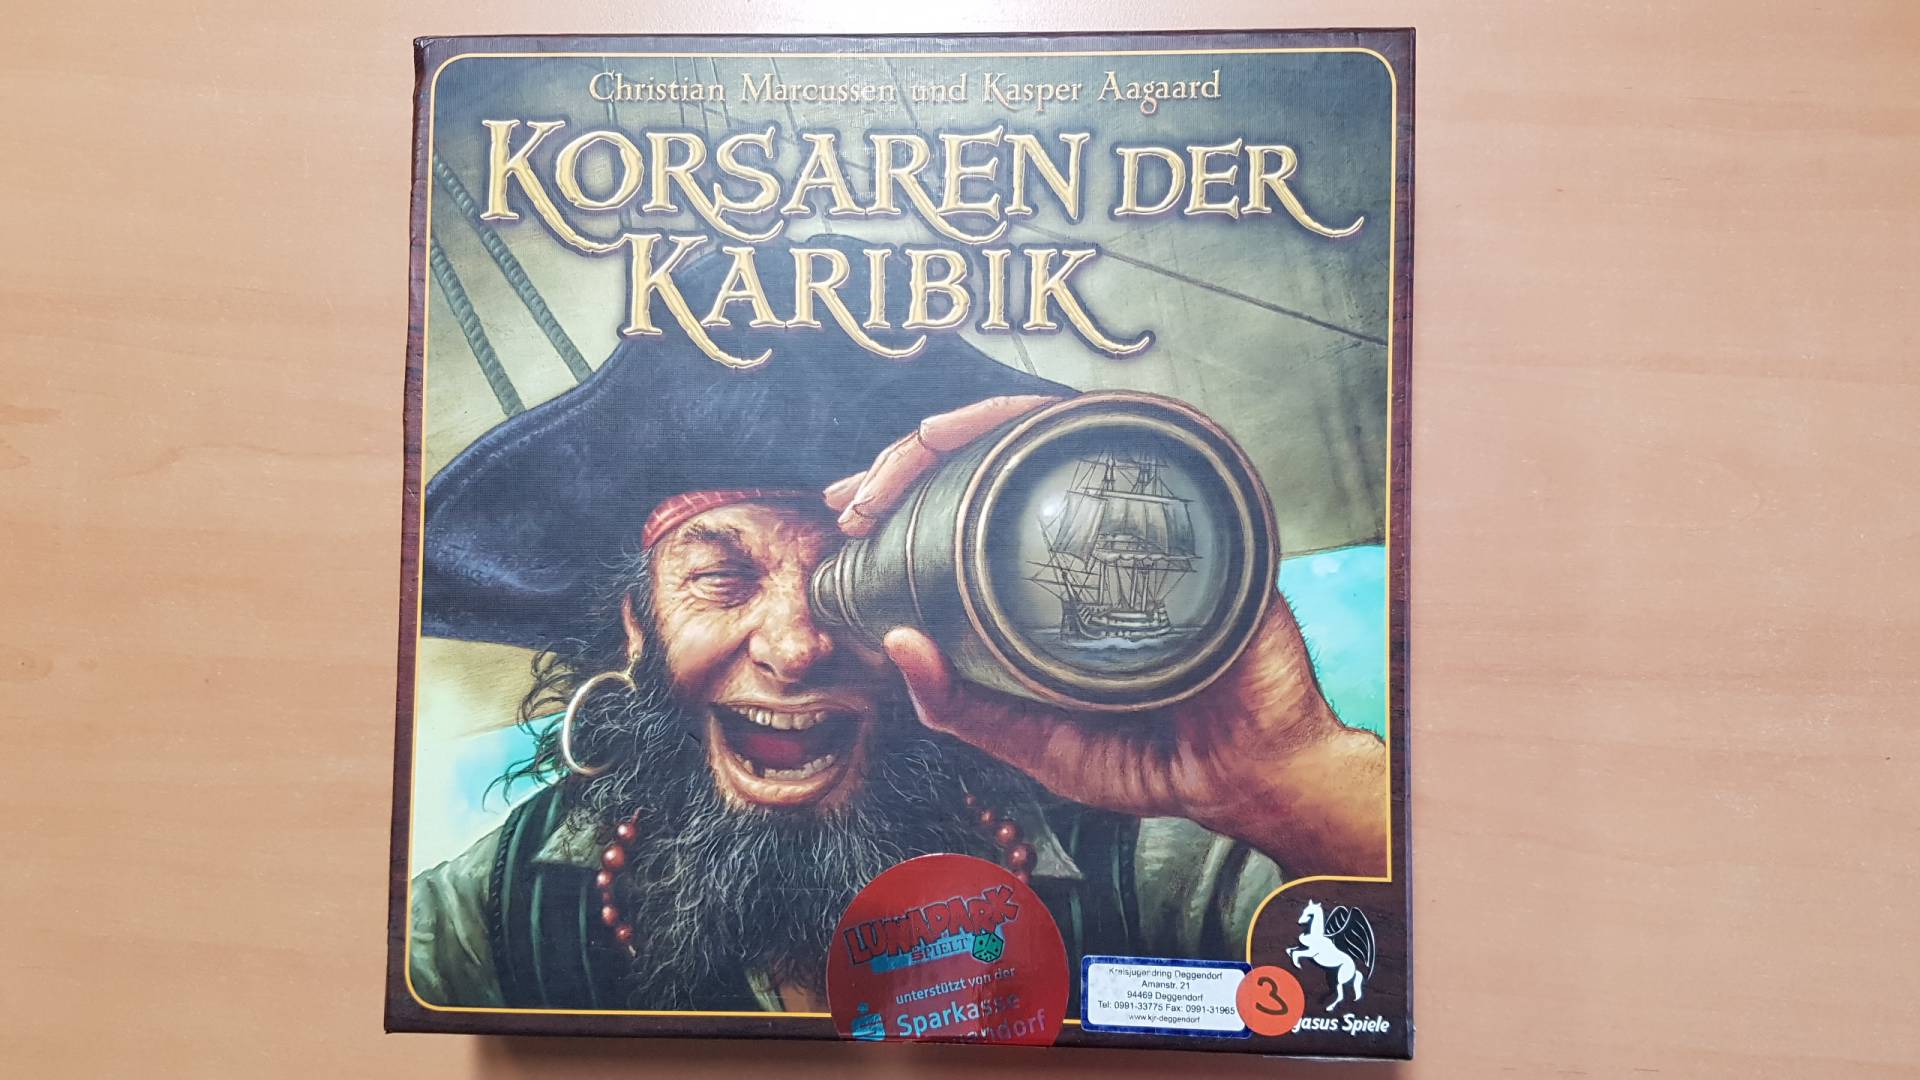 Christian Marcussen und Kasper Aagaard
KORSAREN DER
KARIBIK
LUNAPARK
SPIELT
unterstützt von der
Sparkasse
Kreisjugendring Deggendorf
Amanstr. 21
94469 Deggendorf
Tel: 0991-33775 Fax: 0991-31965
www.kjr-deggendorf
3
gasus Spiele